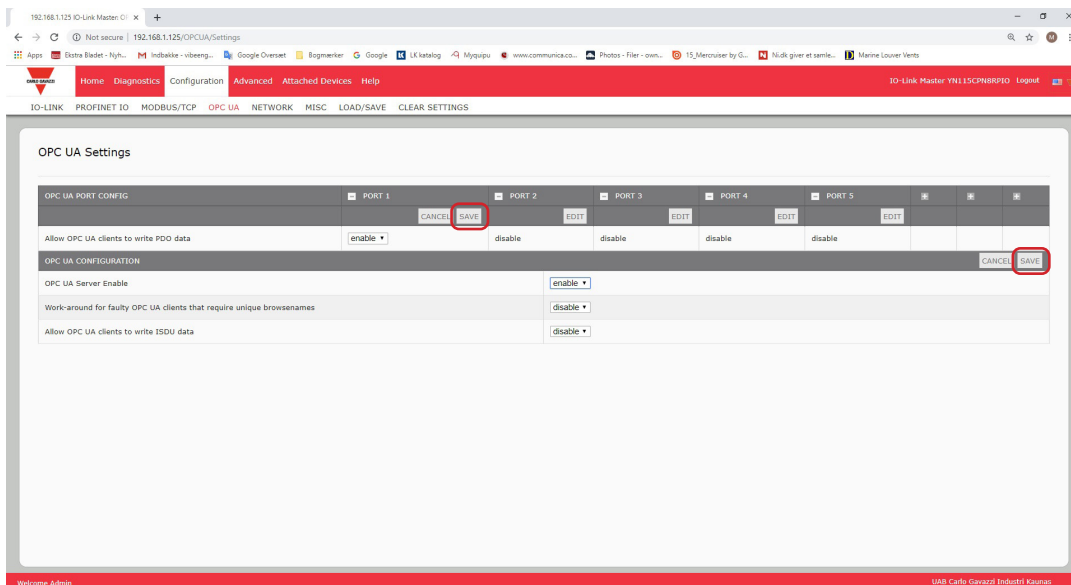 192.168.1.125 IO-Link Master: O
Not secure | 192.168.1.125/OPCUA/Settings
Apps Ekstra Bladet - Nyh... Indbakke - vibeeng... Google Oversæt Bogmærker Google LK katalog Myquipu www.communica.co... Photos - Filer - own... 15_Mercruiser by G... Ni.dk giver et samle... Marine Louver Vents
CARLO GAVAZZI Home Diagnostics Configuration Advanced Attached Devices Help IO-Link Master YN115CPN8RPIO Logout
IO-LINK PROFINET IO MODBUS/TCP OPC UA NETWORK MISC LOAD/SAVE CLEAR SETTINGS
OPC UA Settings
OPC UA PORT CONFIG PORT 1 PORT 2 PORT 3 PORT 4 PORT 5
CANCEL SAVE EDIT EDIT EDIT EDIT
Allow OPC UA clients to write PDO data enable disable disable disable disable
OPC UA CONFIGURATION CANCEL SAVE
OPC UA Server Enable enable
Work-around for faulty OPC UA clients that require unique browsenames disable
Allow OPC UA clients to write ISDU data disable
Welcome Admin UAB Carlo Gavazzi Industri Kaunas